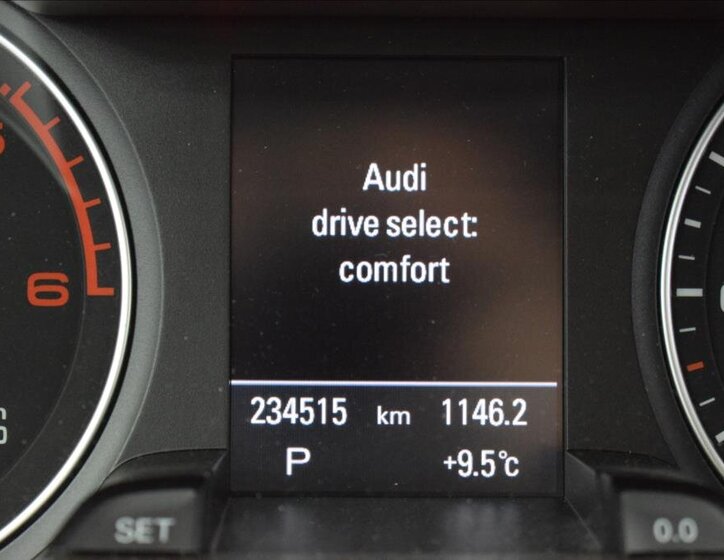 Audi
drive select:
comfort
6
234515 km 1146.2
P +9.5°C
SET 0.0